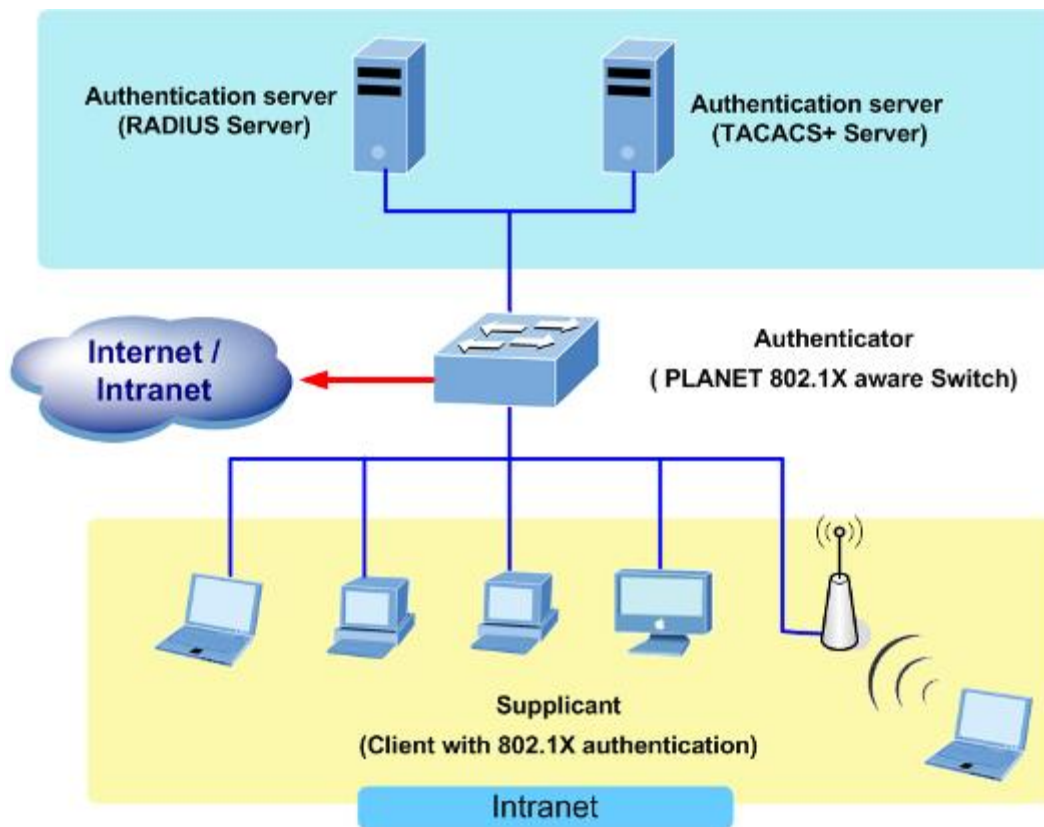 Authentication server
(RADIUS Server)
Authentication server
(TACACS+ Server)
Internet /
Intranet
Authenticator
( PLANET 802.1X aware Switch)
Supplicant
(Client with 802.1X authentication)
Intranet